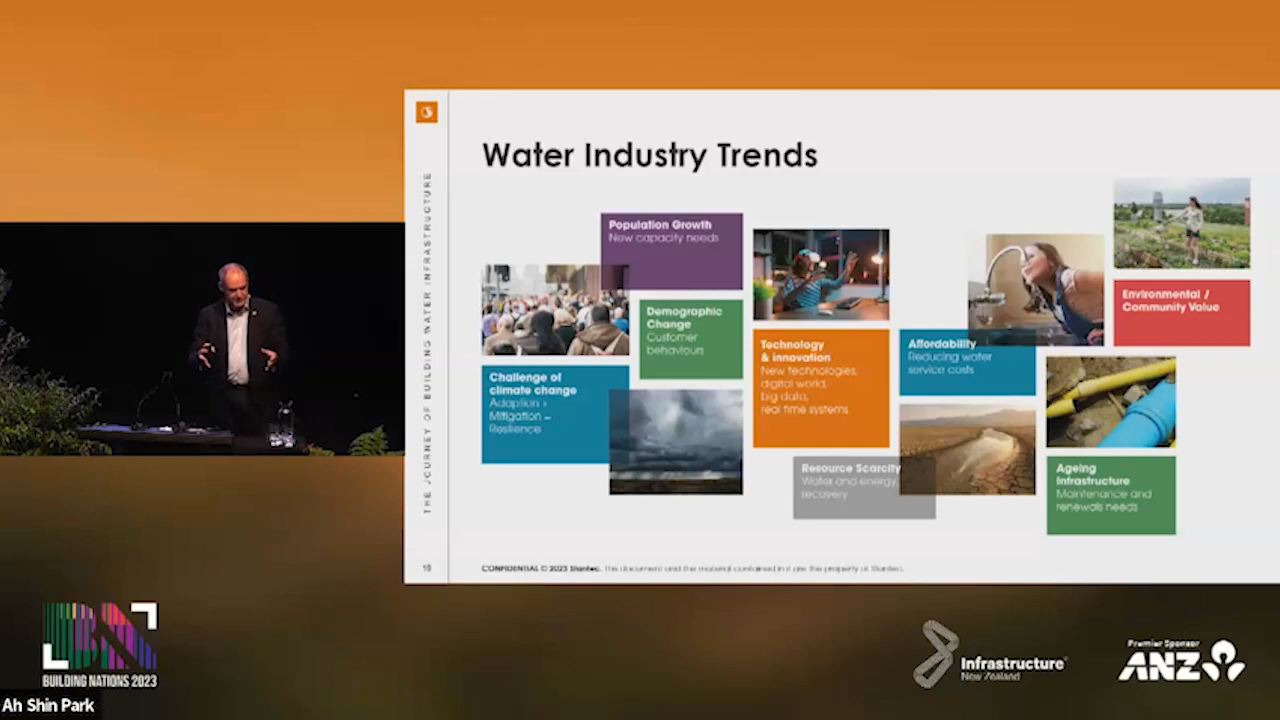 THE JOURNEY OF BUILDING WATER INFRASTRUCTURE
Water Industry Trends
Population Growth
New capacity needs
Demographic
Change
Customer
behaviours
Challenge of
climate change
Adaption +
Mitigation =
Resilience
Technology
& innovation
New technologies,
digital world,
big data,
real time systems
Affordability
Reducing water
service costs
Environmental /
Community Value
Resource Scarcity
Water and energy
recovery
Ageing
Infrastructure
Maintenance and
renewals needs
10
CONFIDENTIAL © 2023 Stantec. This document and the material contained in it are the property of Stantec.
BN
BUILDING NATIONS 2023
Infrastructure
New Zealand
Premier Sponsor
ANZ
Ah Shin Park